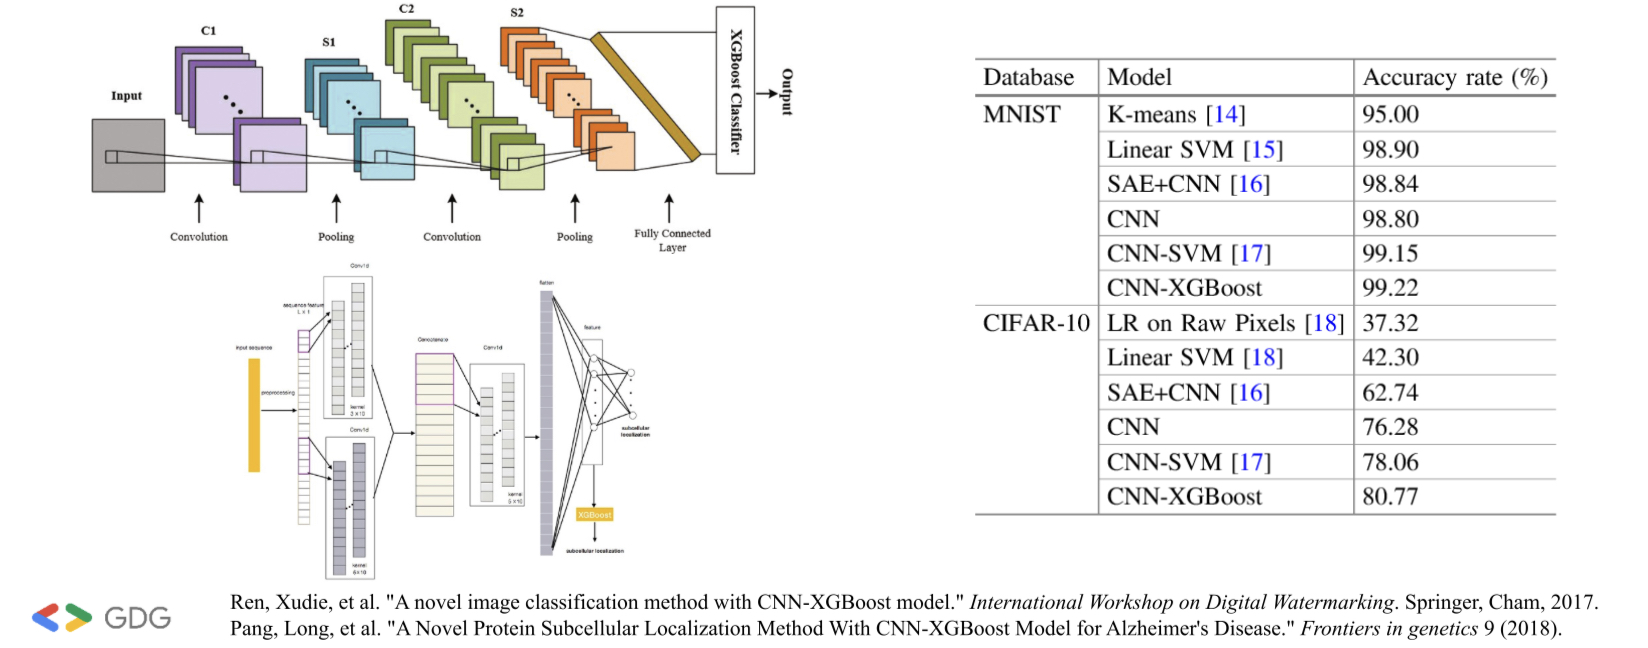 C1
S1
C2
S2
Input
XGBoost Classifier
Output
Convolution
Pooling
Convolution
Pooling
Fully Connected
Layer
Conv1d
sequence feature
L × 1
input sequence
preprocessing
kernel
Conv1d
kernel
Concatenate
Conv1d
kernel
flatten
feature
subcellular
localization
XGBoost
subcellular localization
Database Model Accuracy rate (%)
MNIST K-means [14] 95.00
Linear SVM [15] 98.90
SAE+CNN [16] 98.84
CNN 98.80
CNN-SVM [17] 99.15
CNN-XGBoost 99.22
CIFAR-10 LR on Raw Pixels [18] 37.32
Linear SVM [18] 42.30
SAE+CNN [16] 62.74
CNN 76.28
CNN-SVM [17] 78.06
CNN-XGBoost 80.77
GDG
Ren, Xudie, et al. "A novel image classification method with CNN-XGBoost model." International Workshop on Digital Watermarking. Springer, Cham, 2017.
Pang, Long, et al. "A Novel Protein Subcellular Localization Method With CNN-XGBoost Model for Alzheimer's Disease." Frontiers in genetics 9 (2018).